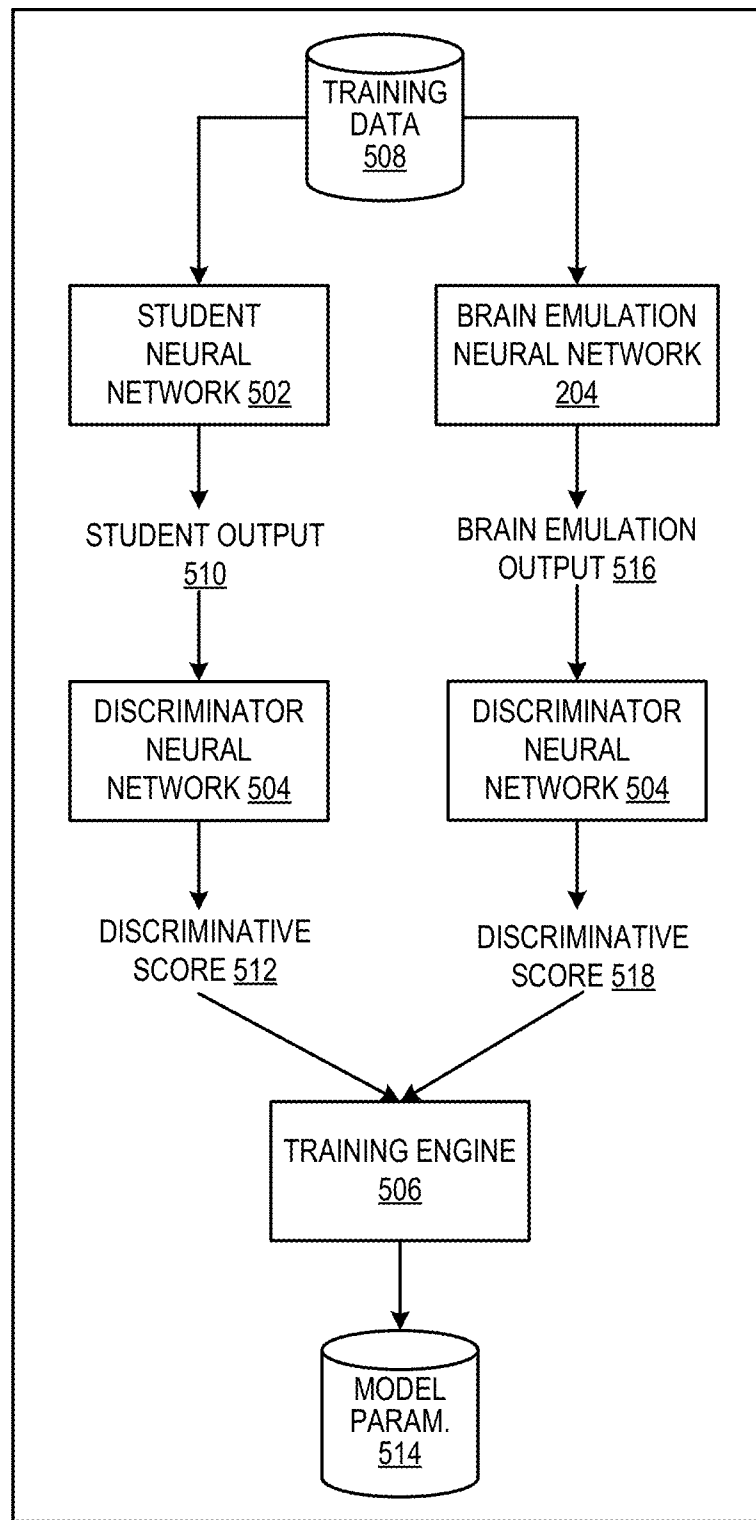 TRAINING
DATA
508
STUDENT
NEURAL
NETWORK 502
BRAIN EMULATION
NEURAL NETWORK
204
STUDENT OUTPUT
510
BRAIN EMULATION
OUTPUT 516
DISCRIMINATOR
NEURAL
NETWORK 504
DISCRIMINATOR
NEURAL
NETWORK 504
DISCRIMINATIVE
SCORE 512
DISCRIMINATIVE
SCORE 518
TRAINING ENGINE
506
MODEL
PARAM.
514